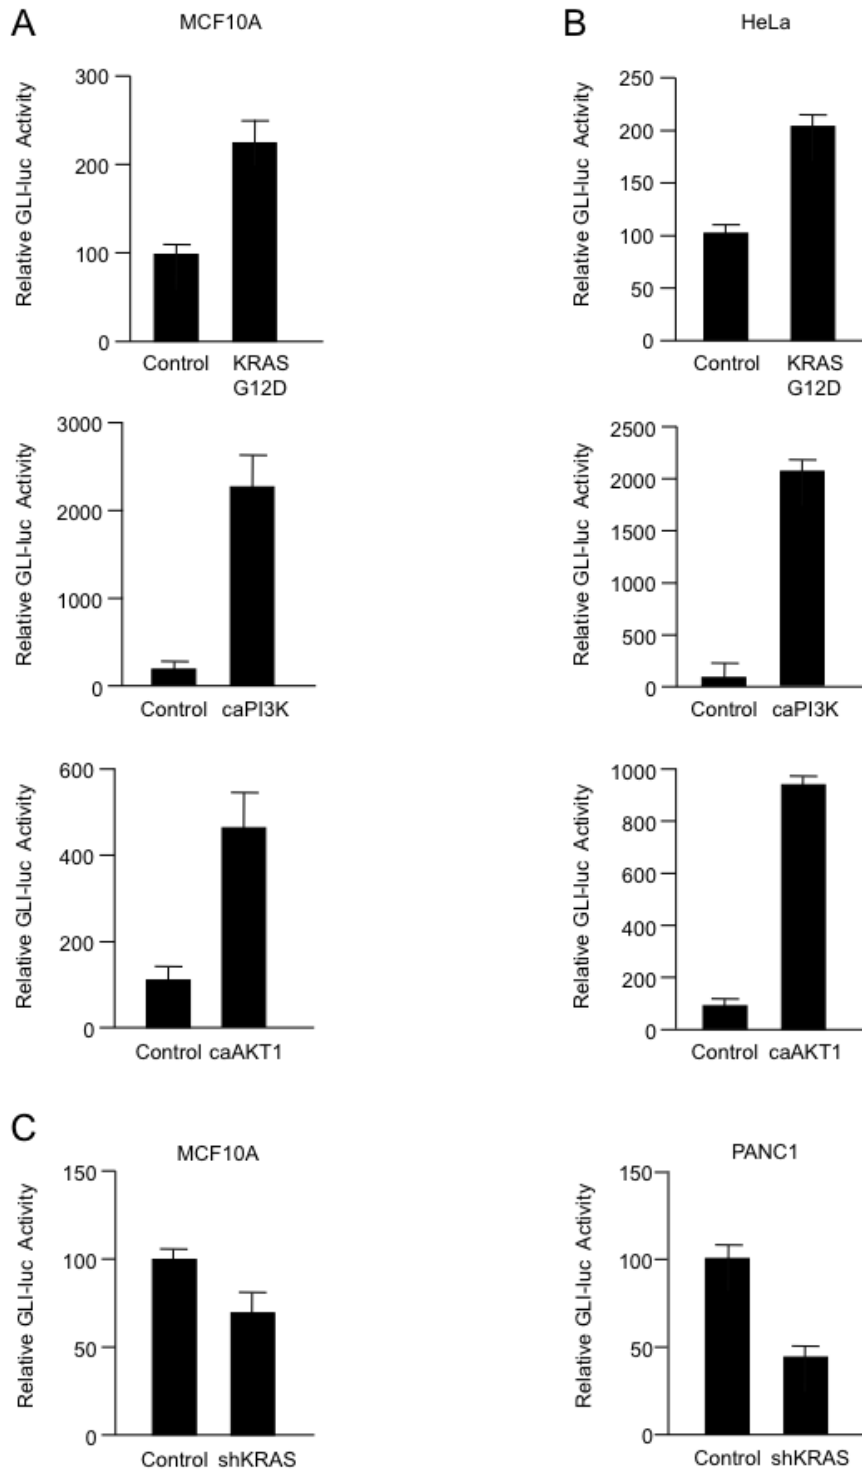 A
MCF10A
B
HeLa
Relative GLI-luc Activity
300
200
100
0
Control
KRAS
G12D
Relative GLI-luc Activity
250
200
150
100
50
0
Control
KRAS
G12D
Relative GLI-luc Activity
3000
2000
1000
0
Control caPI3K
Relative GLI-luc Activity
2500
2000
1500
1000
500
0
Control caPI3K
Relative GLI-luc Activity
600
400
200
0
Control caAKT1
Relative GLI-luc Activity
1000
800
600
400
200
0
Control caAKT1
C
MCF10A
Relative GLI-luc Activity
150
100
50
0
Control shKRAS
PANC1
Relative GLI-luc Activity
150
100
50
0
Control shKRAS